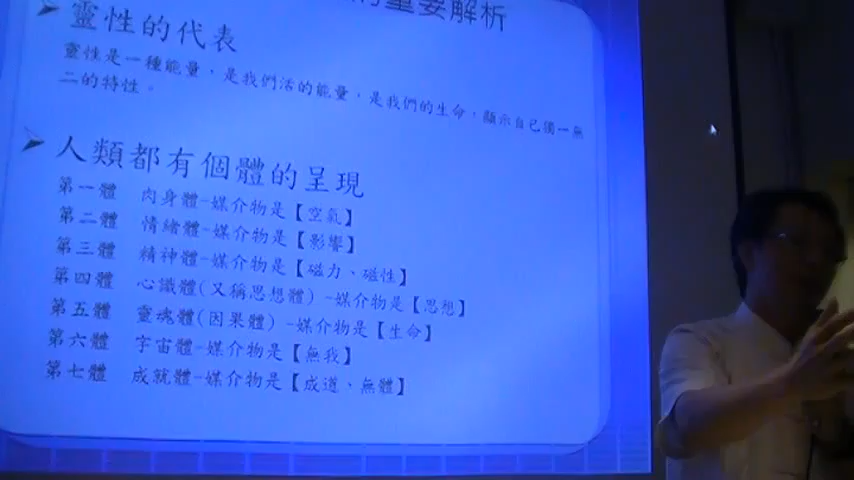 的重要解析
靈性的代表
靈性是一種能量，是我們活的能量，是我們的生命，顯示自己獨一無
二的特性。
人類都有個體的呈現
第一體 肉身體-媒介物是【空氣】
第二體 情緒體-媒介物是【影響】
第三體 精神體-媒介物是【磁力、磁性】
第四體 心識體(又稱思想體)-媒介物是【思想】
第五體 靈魂體(因果體)-媒介物是【生命】
第六體 宇宙體-媒介物是【無我】
第七體 成就體-媒介物是【成道、無體】